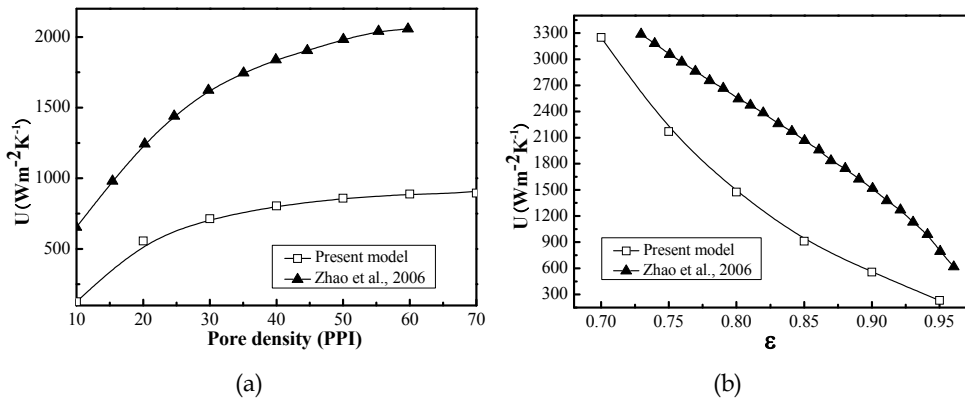 2000
1500
1000
500
U (Wm⁻²K⁻¹)
Present model
Zhao et al., 2006
10 20 30 40 50 60 70
Pore density (PPI)
(a)
3300
3000
2700
2400
2100
1800
1500
1200
900
600
300
U (Wm⁻²K⁻¹)
Present model
Zhao et al., 2006
0.70 0.75 0.80 0.85 0.90 0.95
ε
(b)